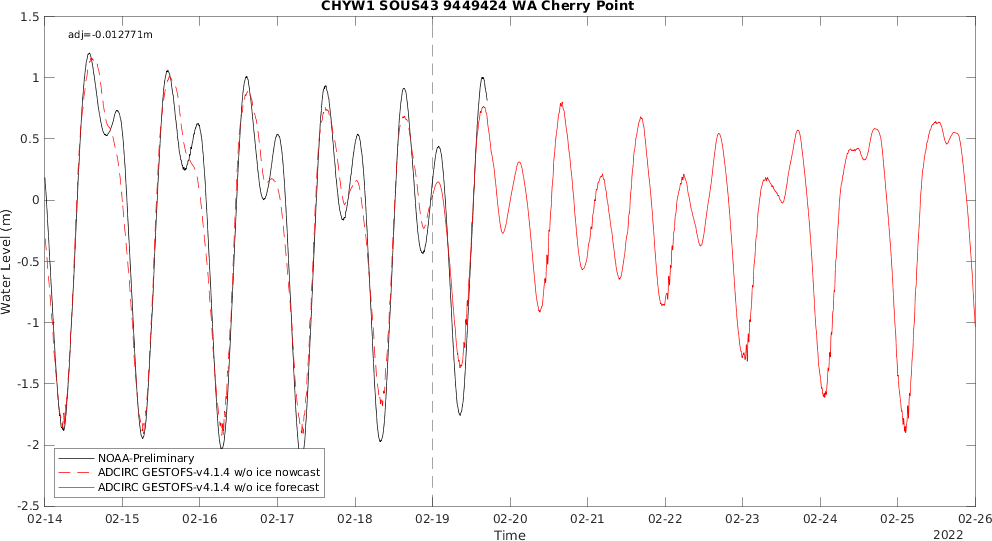 CHYW1 SOUS43 9449424 WA Cherry Point
adj=-0.012771m
1.5
1
0.5
0
-0.5
-1
-1.5
-2
-2.5
Water Level (m)
NOAA-Preliminary
ADCIRC GESTOFS-v4.1.4 w/o ice nowcast
ADCIRC GESTOFS-v4.1.4 w/o ice forecast
02-14 02-15 02-16 02-17 02-18 02-19 02-20 02-21 02-22 02-23 02-24 02-25 02-26
Time
2022